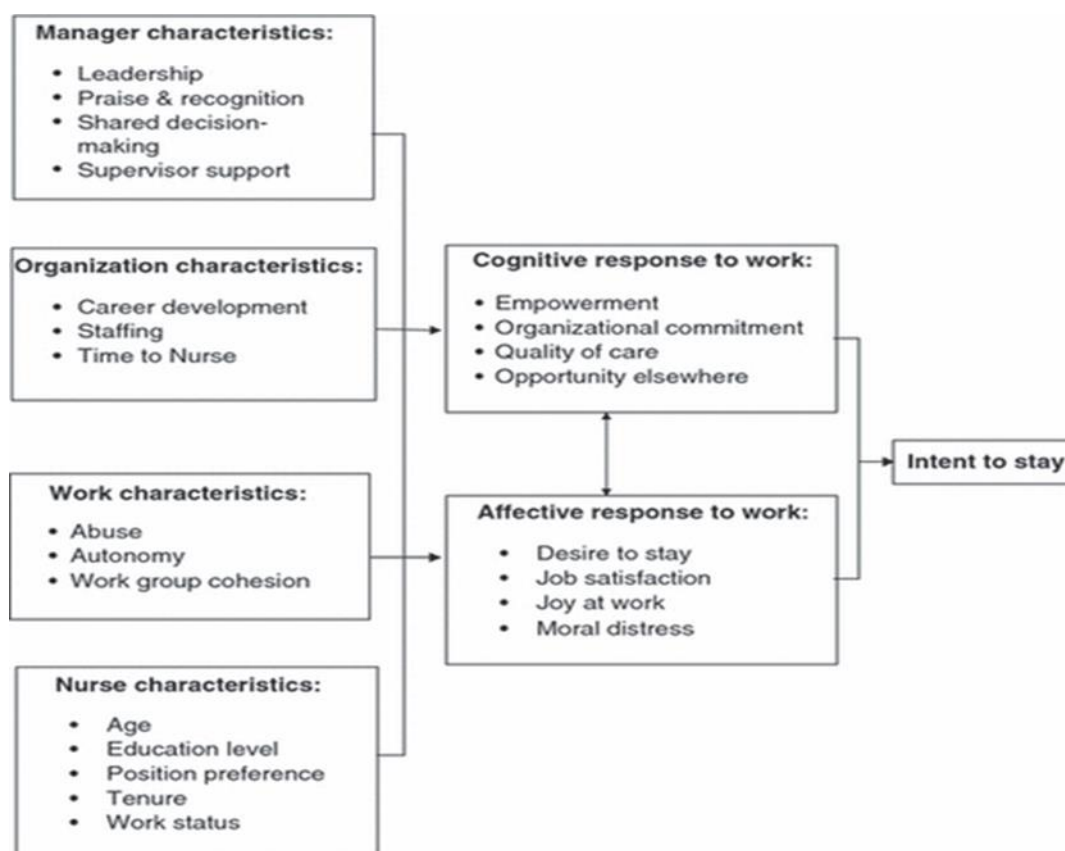 Manager characteristics:
• Leadership
• Praise & recognition
• Shared decision-
making
• Supervisor support
Organization characteristics:
• Career development
• Staffing
• Time to Nurse
Work characteristics:
• Abuse
• Autonomy
• Work group cohesion
Nurse characteristics:
• Age
• Education level
• Position preference
• Tenure
• Work status
Cognitive response to work:
• Empowerment
• Organizational commitment
• Quality of care
• Opportunity elsewhere
Affective response to work:
• Desire to stay
• Job satisfaction
• Joy at work
• Moral distress
Intent to stay